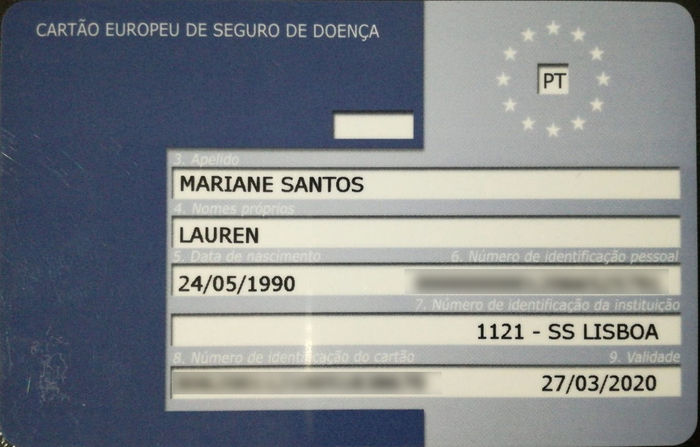 CARTÃO EUROPEU DE SEGURO DE DOENÇA
PT
3. Apelido
MARIANE SANTOS
4. Nomes próprios
LAUREN
5. Data de nascimento 6. Número de identificação pessoal
24/05/1990
7. Número de identificação da instituição
1121 - SS LISBOA
8. Número de identificação do cartão 9. Validade
27/03/2020